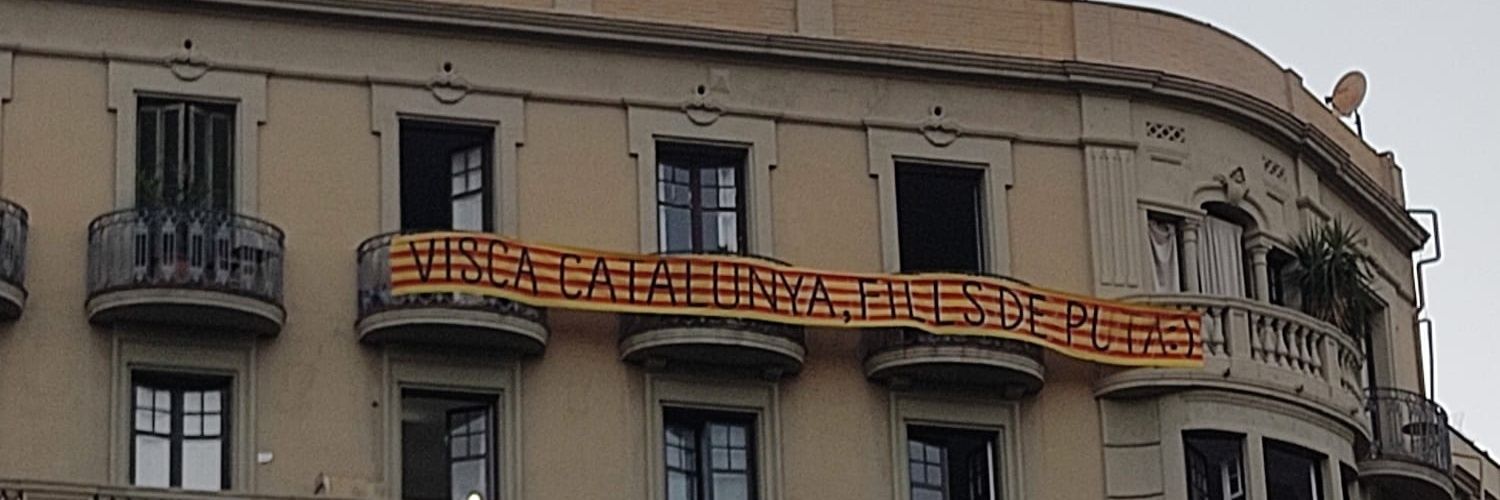 VISCA CATALUNYA, FILLS DE PUTA:)